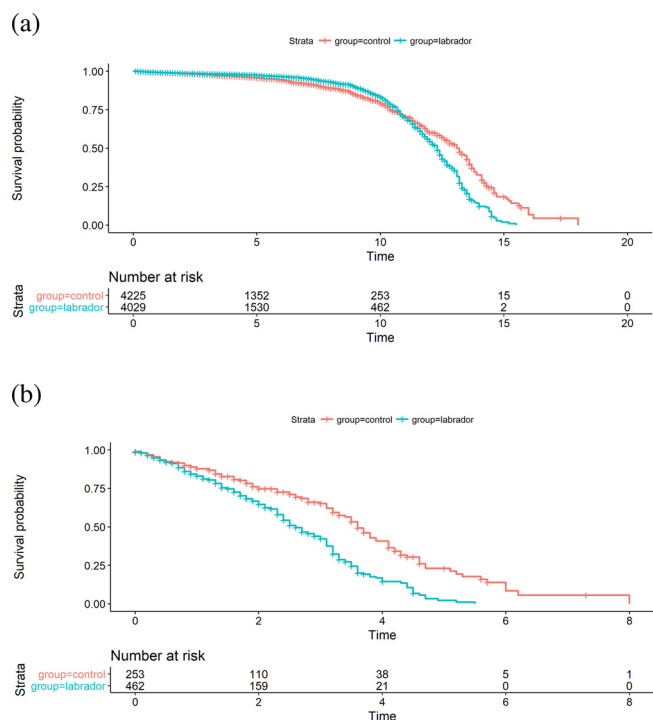 (a)
Strata group=control group=labrador
Survival probability
1.00
0.75
0.50
0.25
0.00
0 5 10 15 20
Time
Number at risk
Strata
group=control 4225 1352 253 15 0
group=labrador 4029 1530 462 2 0
0 5 10 15 20
Time
(b)
Strata group=control group=labrador
Survival probability
1.00
0.75
0.50
0.25
0.00
0 2 4 6 8
Time
Number at risk
Strata
group=control 253 110 38 5 1
group=labrador 462 159 21 0 0
0 2 4 6 8
Time